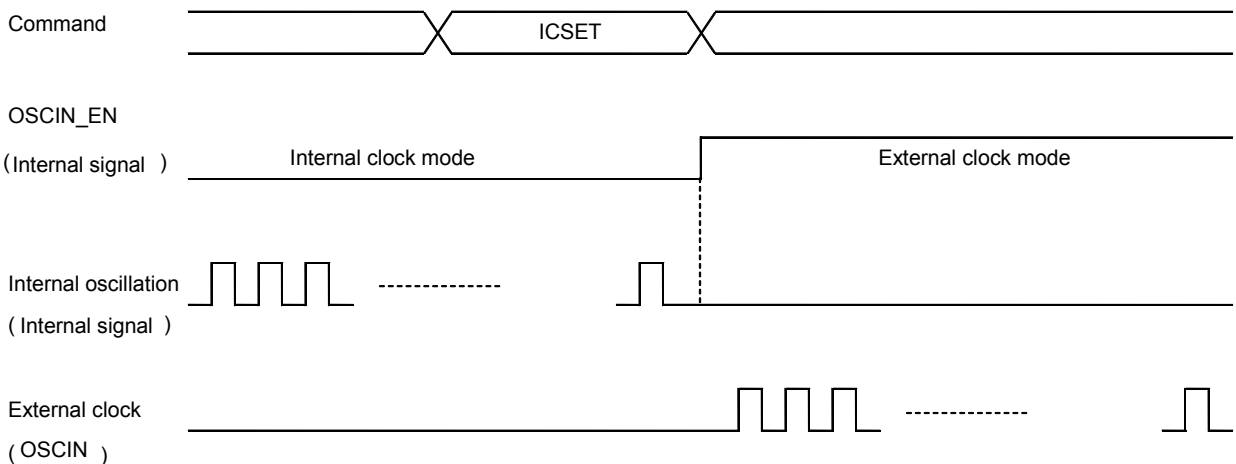 Command
ICSET
OSCIN_EN
(Internal signal )
Internal clock mode
External clock mode
Internal oscillation
( Internal signal )
External clock
( OSCIN )